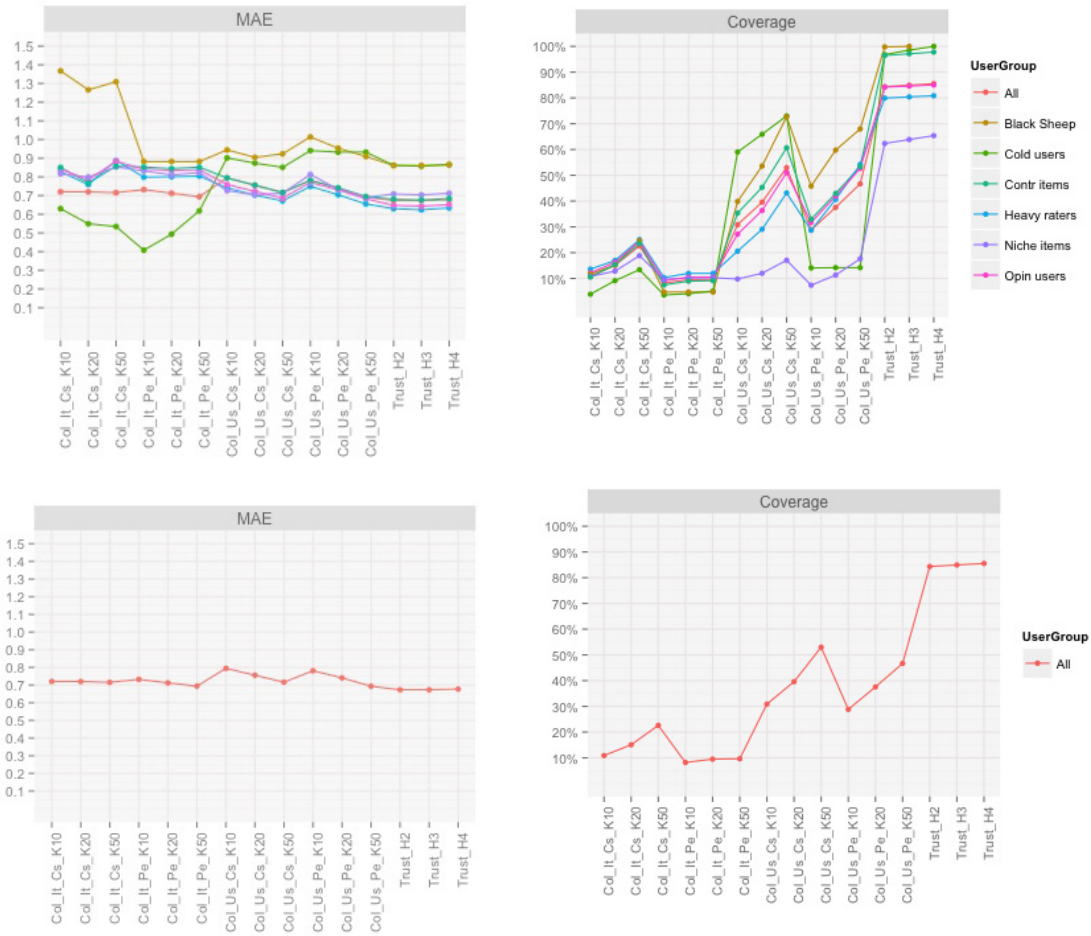 MAE
1.5
1.4
1.3
1.2
1.1
1.0
0.9
0.8
0.7
0.6
0.5
0.4
0.3
0.2
0.1
Col_It_Cs_K10
Col_It_Cs_K20
Col_It_Cs_K50
Col_It_Pe_K10
Col_It_Pe_K20
Col_It_Pe_K50
Col_Us_Cs_K10
Col_Us_Cs_K20
Col_Us_Cs_K50
Col_Us_Pe_K10
Col_Us_Pe_K20
Col_Us_Pe_K50
Trust_H2
Trust_H3
Trust_H4
Coverage
100%
90%
80%
70%
60%
50%
40%
30%
20%
10%
Col_It_Cs_K10
Col_It_Cs_K20
Col_It_Cs_K50
Col_It_Pe_K10
Col_It_Pe_K20
Col_It_Pe_K50
Col_Us_Cs_K10
Col_Us_Cs_K20
Col_Us_Cs_K50
Col_Us_Pe_K10
Col_Us_Pe_K20
Col_Us_Pe_K50
Trust_H2
Trust_H3
Trust_H4
UserGroup
All
Black Sheep
Cold users
Contr items
Heavy raters
Niche items
Opin users
MAE
1.5
1.4
1.3
1.2
1.1
1.0
0.9
0.8
0.7
0.6
0.5
0.4
0.3
0.2
0.1
Col_It_Cs_K10
Col_It_Cs_K20
Col_It_Cs_K50
Col_It_Pe_K10
Col_It_Pe_K20
Col_It_Pe_K50
Col_Us_Cs_K10
Col_Us_Cs_K20
Col_Us_Cs_K50
Col_Us_Pe_K10
Col_Us_Pe_K20
Col_Us_Pe_K50
Trust_H2
Trust_H3
Trust_H4
Coverage
100%
90%
80%
70%
60%
50%
40%
30%
20%
10%
Col_It_Cs_K10
Col_It_Cs_K20
Col_It_Cs_K50
Col_It_Pe_K10
Col_It_Pe_K20
Col_It_Pe_K50
Col_Us_Cs_K10
Col_Us_Cs_K20
Col_Us_Cs_K50
Col_Us_Pe_K10
Col_Us_Pe_K20
Col_Us_Pe_K50
Trust_H2
Trust_H3
Trust_H4
UserGroup
All